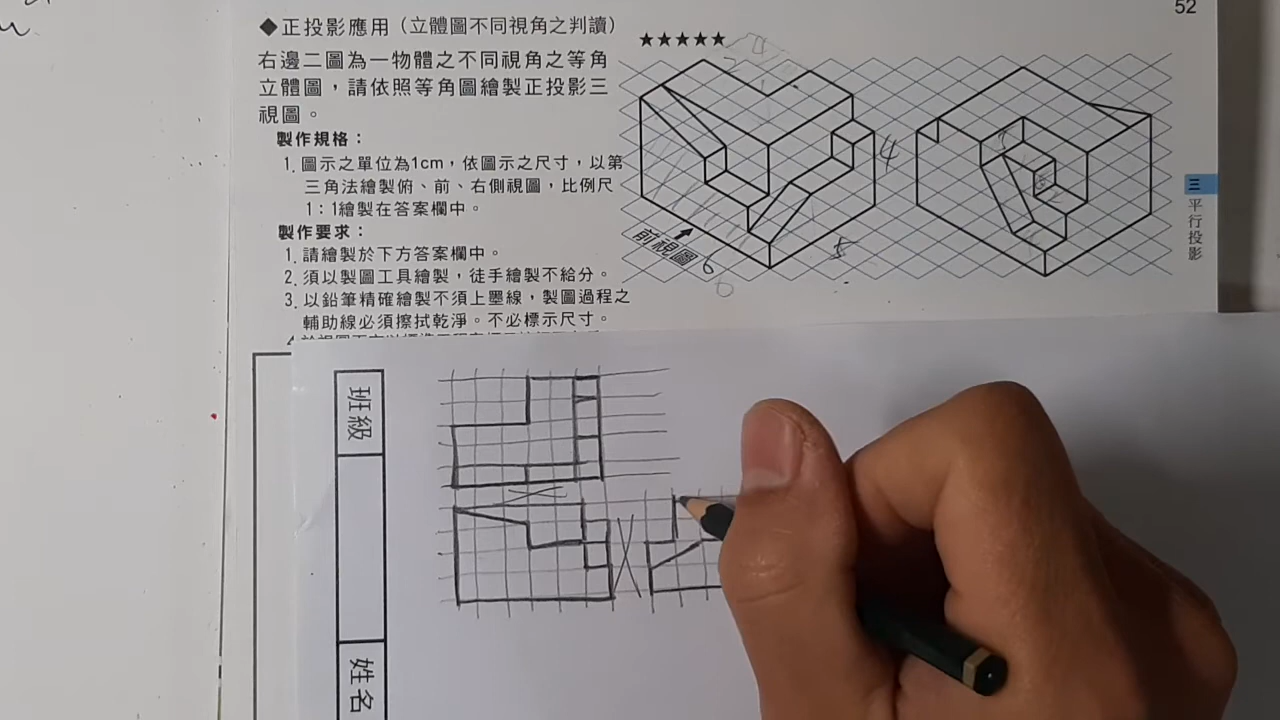 52
◆正投影應用（立體圖不同視角之判讀）
★★★★★
右邊二圖為一物體之不同視角之等角
立體圖，請依照等角圖繪製正投影三
視圖。
製作規格：
1. 圖示之單位為1cm，依圖示之尺寸，以第
三角法繪製俯、前、右側視圖，比例尺
1：1繪製在答案欄中。
製作要求：
1. 請繪製於下方答案欄中。
2. 須以製圖工具繪製，徒手繪製不給分。
3. 以鉛筆精確繪製不須上墨線，製圖過程之
輔助線必須擦拭乾淨。不必標示尺寸。
前視圖
6
4
5
三
平行投影
班級
姓名